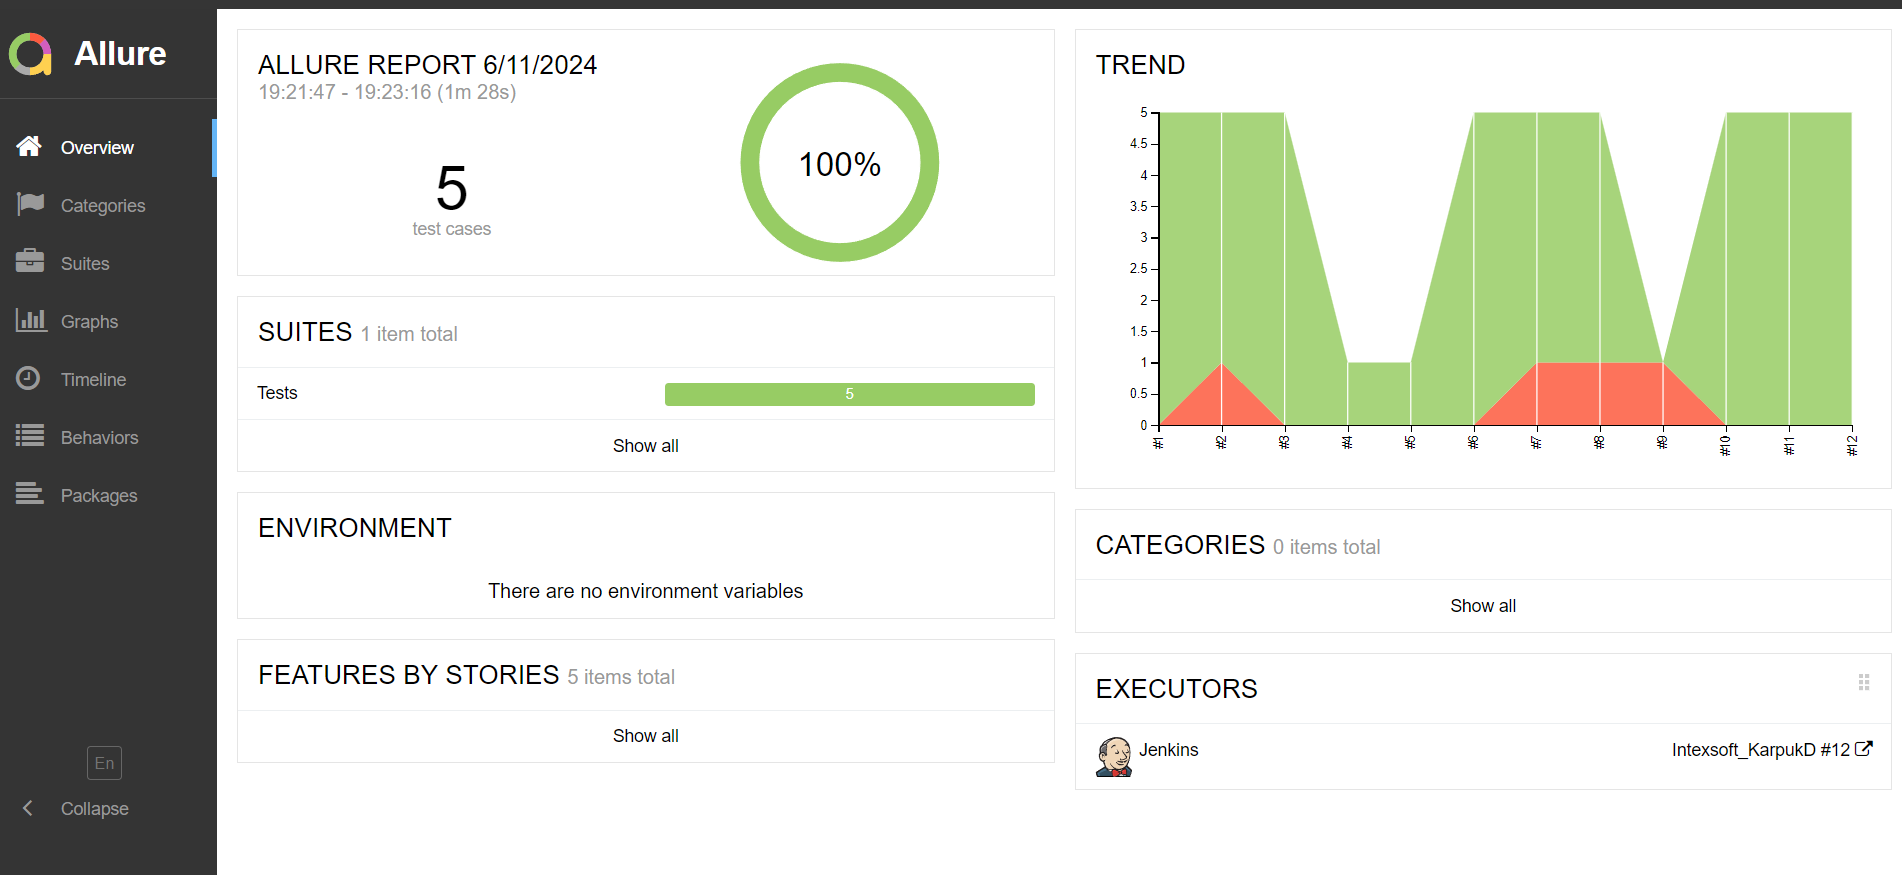 Allure
Overview
Categories
Suites
Graphs
Timeline
Behaviors
Packages
En
Collapse
ALLURE REPORT 6/11/2024
19:21:47 - 19:23:16 (1m 28s)
5
test cases
100%
SUITES 1 item total
Tests 5
Show all
ENVIRONMENT
There are no environment variables
FEATURES BY STORIES 5 items total
Show all
TREND
5
4.5
4
3.5
3
2.5
2
1.5
1
0.5
0
#1 #2 #3 #4 #5 #6 #7 #8 #9 #10 #11 #12
CATEGORIES 0 items total
Show all
EXECUTORS
Jenkins Intexsoft_KarpukD #12